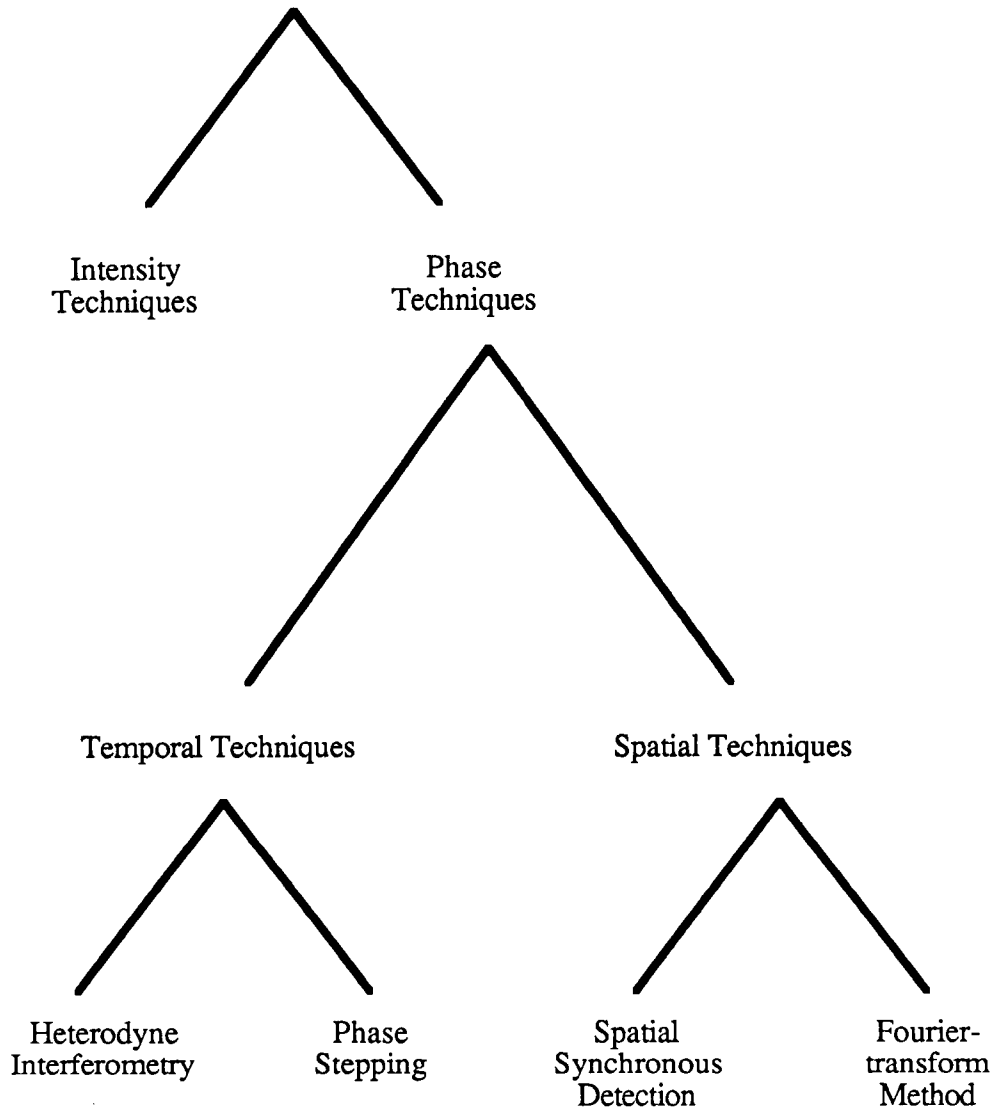 Intensity
Techniques
Phase
Techniques
Temporal Techniques
Spatial Techniques
Heterodyne
Interferometry
Phase
Stepping
Spatial
Synchronous
Detection
Fourier-
transform
Method